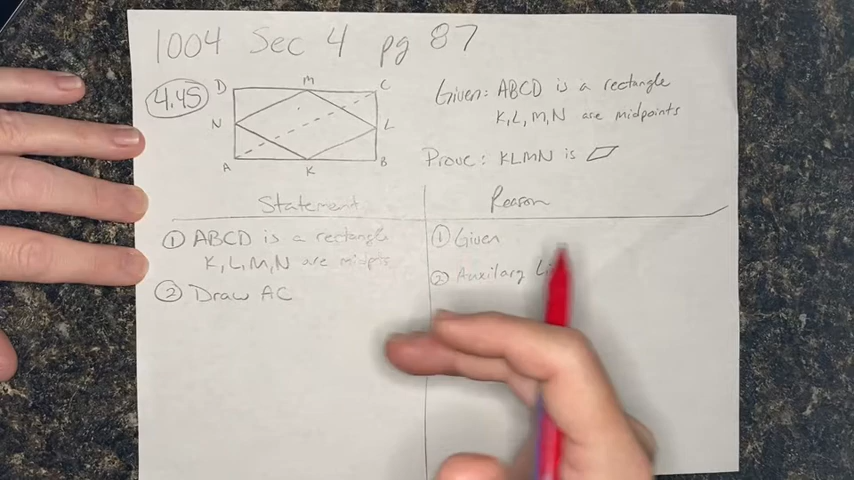 1004 Sec 4 pg 87
4.45
D M C
N L
A K B
Given: ABCD is a rectangle
K, L, M, N are midpoints
Prove: KLMN is
Statement Reason
① ABCD is a rectangle
K, L, M, N are midpts
① Given
② Draw AC
② Auxilary